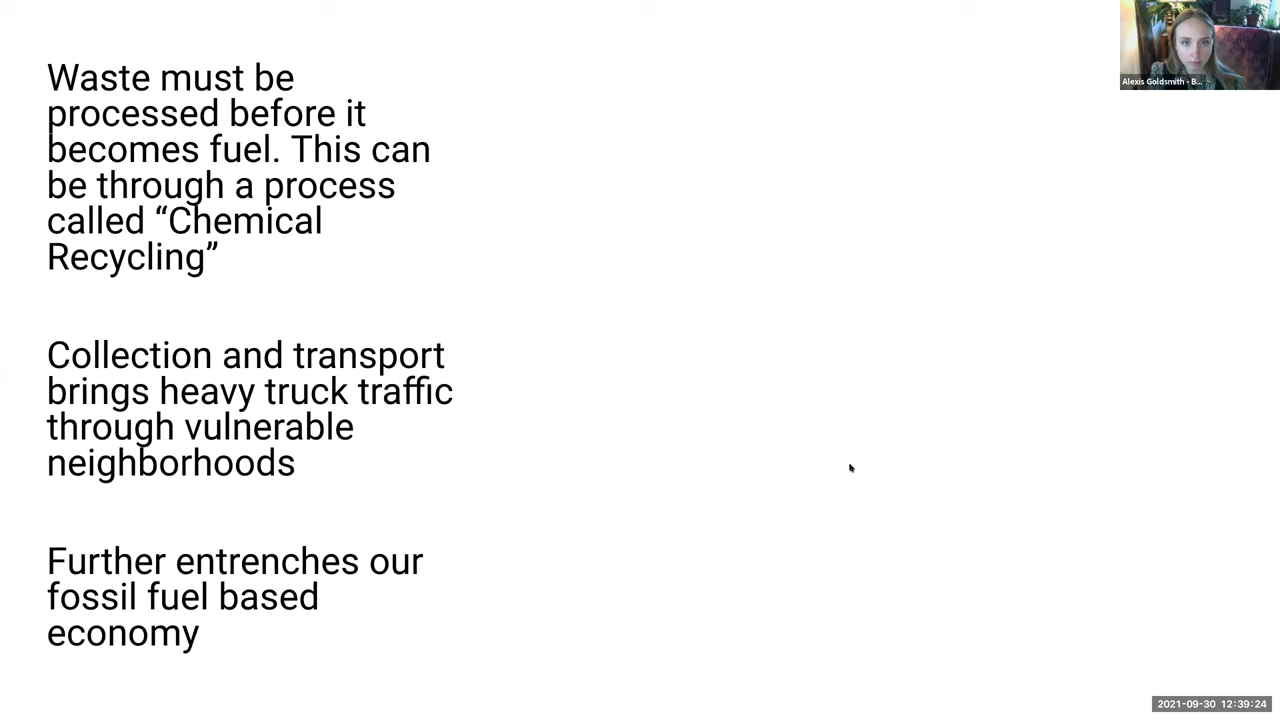 Waste must be
processed before it
becomes fuel. This can
be through a process
called “Chemical
Recycling”
Collection and transport
brings heavy truck traffic
through vulnerable
neighborhoods
Further entrenches our
fossil fuel based
economy
Alexis Goldsmith - B...
2021-09-30 12:39:24